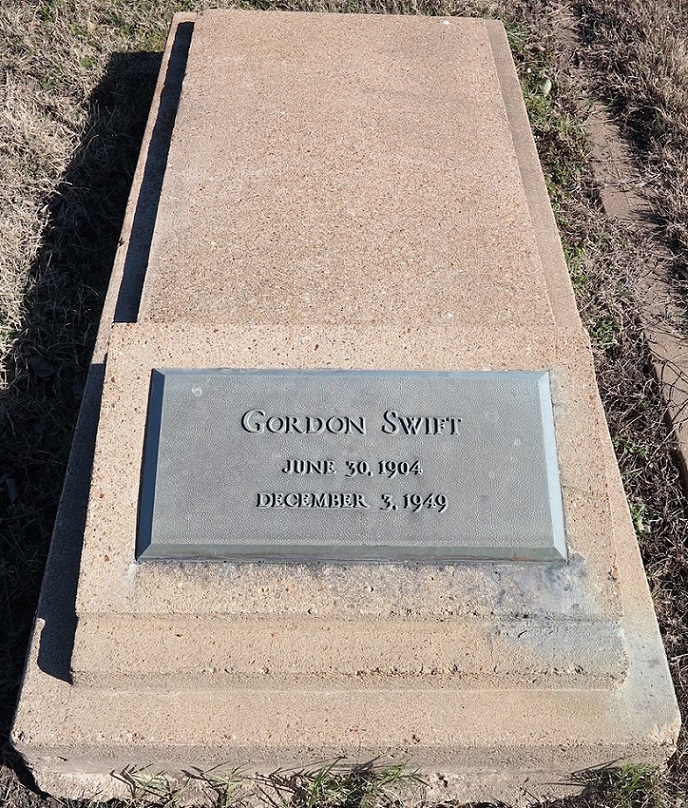 GORDON SWIFT
JUNE 30, 1904
DECEMBER 3, 1949